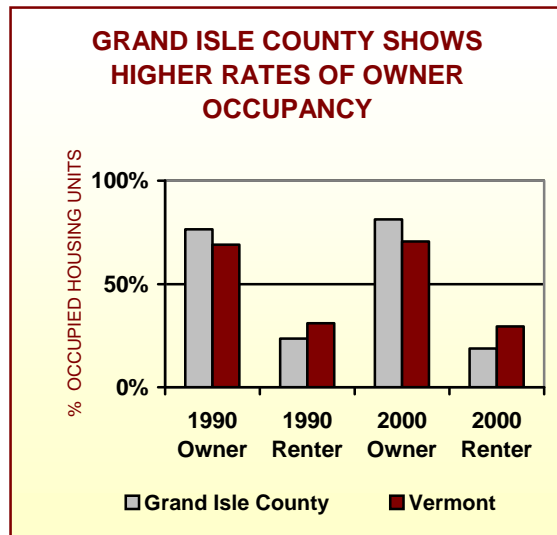 GRAND ISLE COUNTY SHOWS
HIGHER RATES OF OWNER
OCCUPANCY
% OCCUPIED HOUSING UNITS
100%
50%
0%
1990 1990 2000 2000
Owner Renter Owner Renter
Grand Isle County Vermont